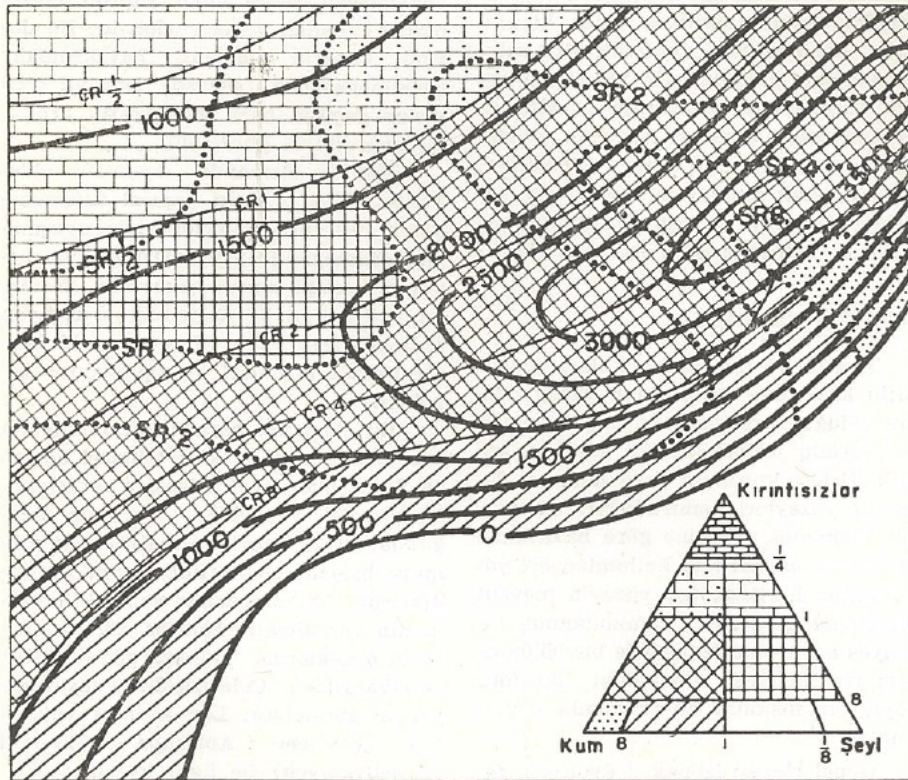 SR 2
CR 1/2
1000
SR 4
3500
SR8
CR 1
1500
2000
SR 1/2
2500
CR 2
SR 1
3000
CR 4
SR 2
1500
CR 8
1000
500
0
Kırıntısızlar
1/4
1
8
Kum 8 1 1/8 Şeyl